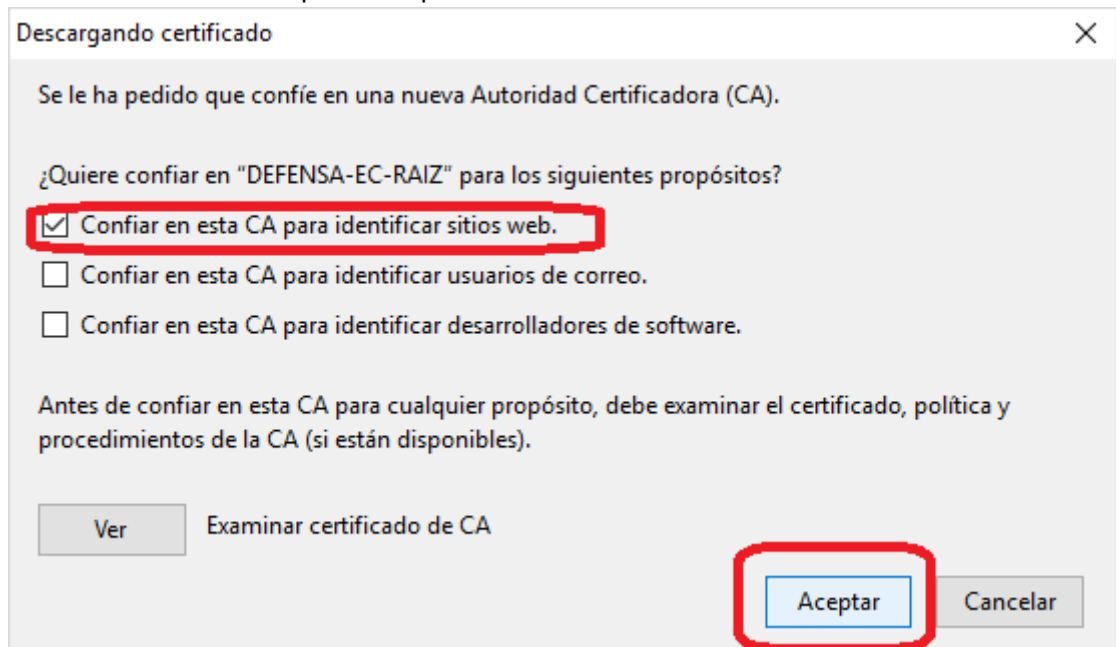 Descargando certificado
Se le ha pedido que confíe en una nueva Autoridad Certificadora (CA).
¿Quiere confiar en "DEFENSA-EC-RAIZ" para los siguientes propósitos?
Confiar en esta CA para identificar sitios web.
Confiar en esta CA para identificar usuarios de correo.
Confiar en esta CA para identificar desarrolladores de software.
Antes de confiar en esta CA para cualquier propósito, debe examinar el certificado, política y
procedimientos de la CA (si están disponibles).
Ver Examinar certificado de CA
Aceptar Cancelar